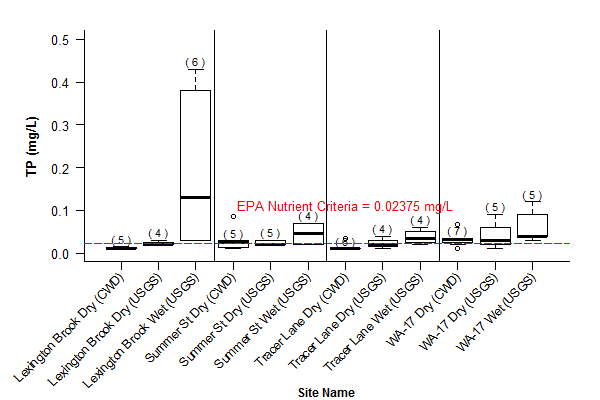 0.5
0.4
0.3
0.2
0.1
0.0
TP (mg/L)
( 5 )
( 4 )
( 6 )
( 5 )
( 5 )
( 4 )
( 6 )
( 4 )
( 4 )
( 7 )
( 5 )
( 5 )
EPA Nutrient Criteria = 0.02375 mg/L
Lexington Brook Dry (CWD)
Lexington Brook Dry (USGS)
Lexington Brook Wet (USGS)
Summer St Dry (CWD)
Summer St Dry (USGS)
Summer St Wet (USGS)
Tracer Lane Dry (CWD)
Tracer Lane Dry (USGS)
Tracer Lane Wet (USGS)
WA-17 Dry (CWD)
WA-17 Dry (USGS)
WA-17 Wet (USGS)
Site Name